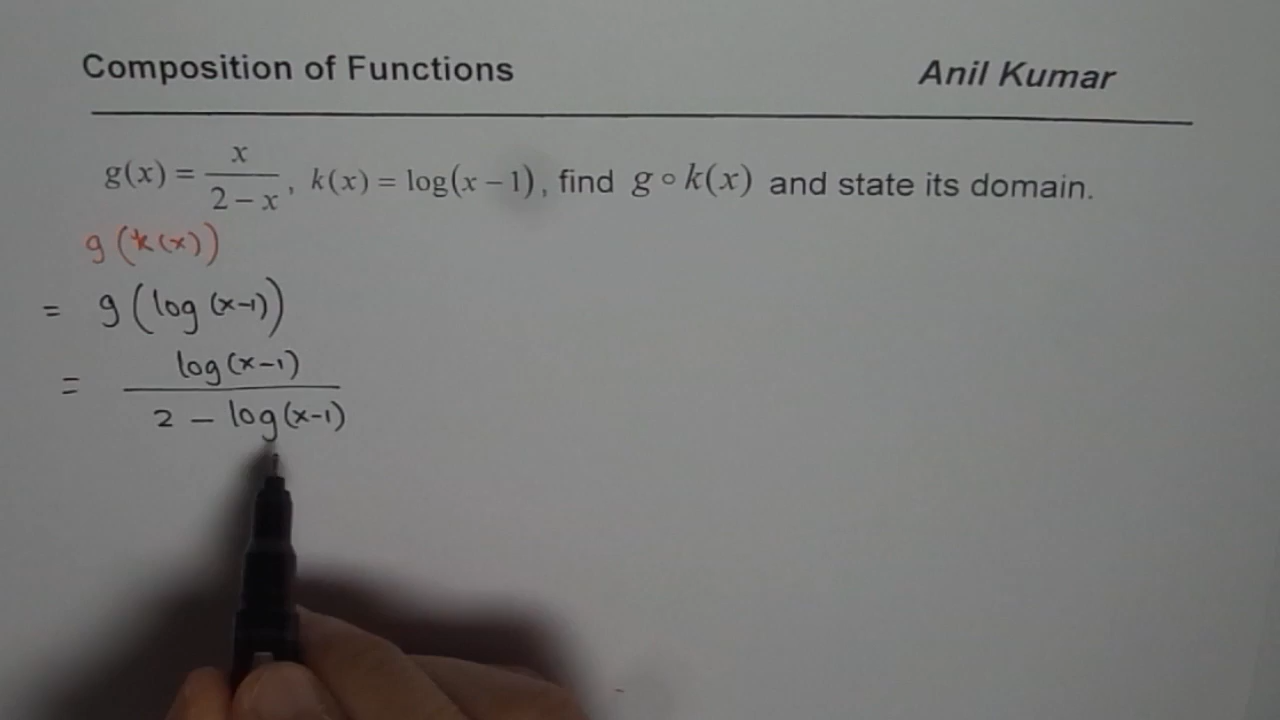 Composition of Functions Anil Kumar
g(x) = x/(2 − x), k(x) = log(x − 1), find g∘k(x) and state its domain.
g(k(x))
= g(log(x-1))
= log(x-1)/(2 − log(x-1))